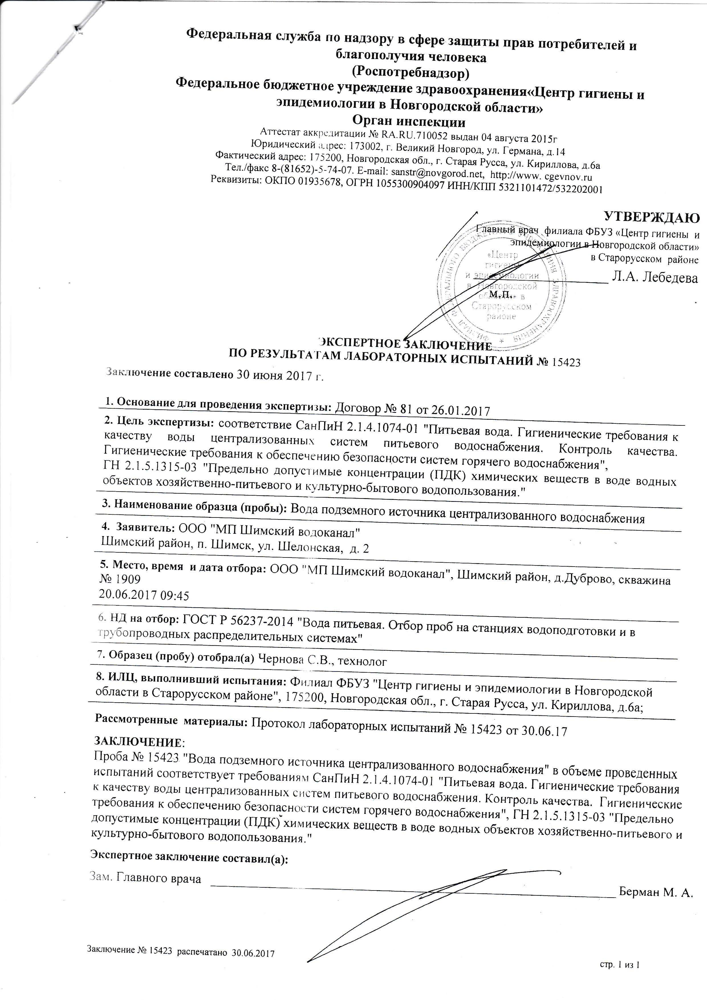 Федеральная служба по надзору в сфере защиты прав потребителей и
благополучия человека
(Роспотребнадзор)
Федеральное бюджетное учреждение здравоохранения«Центр гигиены и
эпидемиологии в Новгородской области»
Орган инспекции
Аттестат аккредитации № RA.RU.710052 выдан 04 августа 2015г
Юридический адрес: 173002, г. Великий Новгород, ул. Германа, д.14
Фактический адрес: 175200, Новгородская обл., г. Старая Русса, ул. Кириллова, д.6а
Тел./факс 8-(81652)-5-74-07. E-mail: sanstr@novgorod.net, http://www. cgevnov.ru
Реквизиты: ОКПО 01935678, ОГРН 1055300904097 ИНН/КПП 5321101472/532202001
УТВЕРЖДАЮ
Главный врач филиала ФБУЗ «Центр гигиены и
эпидемиологии в Новгородской области»
в Старорусском районе
Л.А. Лебедева
М.П.
ФИЛИАЛ ФЕДЕРАЛЬНОГО БЮДЖЕТНОГО УЧРЕЖДЕНИЯ ЗДРАВООХРАНЕНИЯ
«Центр
гигиены
и эпидемиологии
в Новгородской
области» в
Старорусском
районе
ЭКСПЕРТНОЕ ЗАКЛЮЧЕНИЕ
ПО РЕЗУЛЬТАТАМ ЛАБОРАТОРНЫХ ИСПЫТАНИЙ № 15423
Заключение составлено 30 июня 2017 г.
1. Основание для проведения экспертизы: Договор № 81 от 26.01.2017
2. Цель экспертизы: соответствие СанПиН 2.1.4.1074-01 "Питьевая вода. Гигиенические требования к
качеству воды централизованных систем питьевого водоснабжения. Контроль качества.
Гигиенические требования к обеспечению безопасности систем горячего водоснабжения",
ГН 2.1.5.1315-03 "Предельно допустимые концентрации (ПДК) химических веществ в воде водных
объектов хозяйственно-питьевого и культурно-бытового водопользования."
3. Наименование образца (пробы): Вода подземного источника централизованного водоснабжения
4. Заявитель: ООО "МП Шимский водоканал"
Шимский район, п. Шимск, ул. Шелонская, д. 2
5. Место, время и дата отбора: ООО "МП Шимский водоканал", Шимский район, д.Дуброво, скважина
№ 1909
20.06.2017 09:45
6. НД на отбор: ГОСТ Р 56237-2014 "Вода питьевая. Отбор проб на станциях водоподготовки и в
трубопроводных распределительных системах"
7. Образец (пробу) отобрал(а) Чернова С.В., технолог
8. ИЛЦ, выполнивший испытания: Филиал ФБУЗ "Центр гигиены и эпидемиологии в Новгородской
области в Старорусском районе", 175200, Новгородская обл., г. Старая Русса, ул. Кириллова, д.6а;
Рассмотренные материалы: Протокол лабораторных испытаний № 15423 от 30.06.17
ЗАКЛЮЧЕНИЕ:
Проба № 15423 "Вода подземного источника централизованного водоснабжения" в объеме проведенных
испытаний соответствует требованиям СанПиН 2.1.4.1074-01 "Питьевая вода. Гигиенические требования
к качеству воды централизованных систем питьевого водоснабжения. Контроль качества. Гигиенические
требования к обеспечению безопасности систем горячего водоснабжения", ГН 2.1.5.1315-03 "Предельно
допустимые концентрации (ПДК) химических веществ в воде водных объектов хозяйственно-питьевого и
культурно-бытового водопользования."
Экспертное заключение составил(а):
Зам. Главного врача
Берман М. А.
Заключение № 15423 распечатано 30.06.2017
стр. 1 из 1